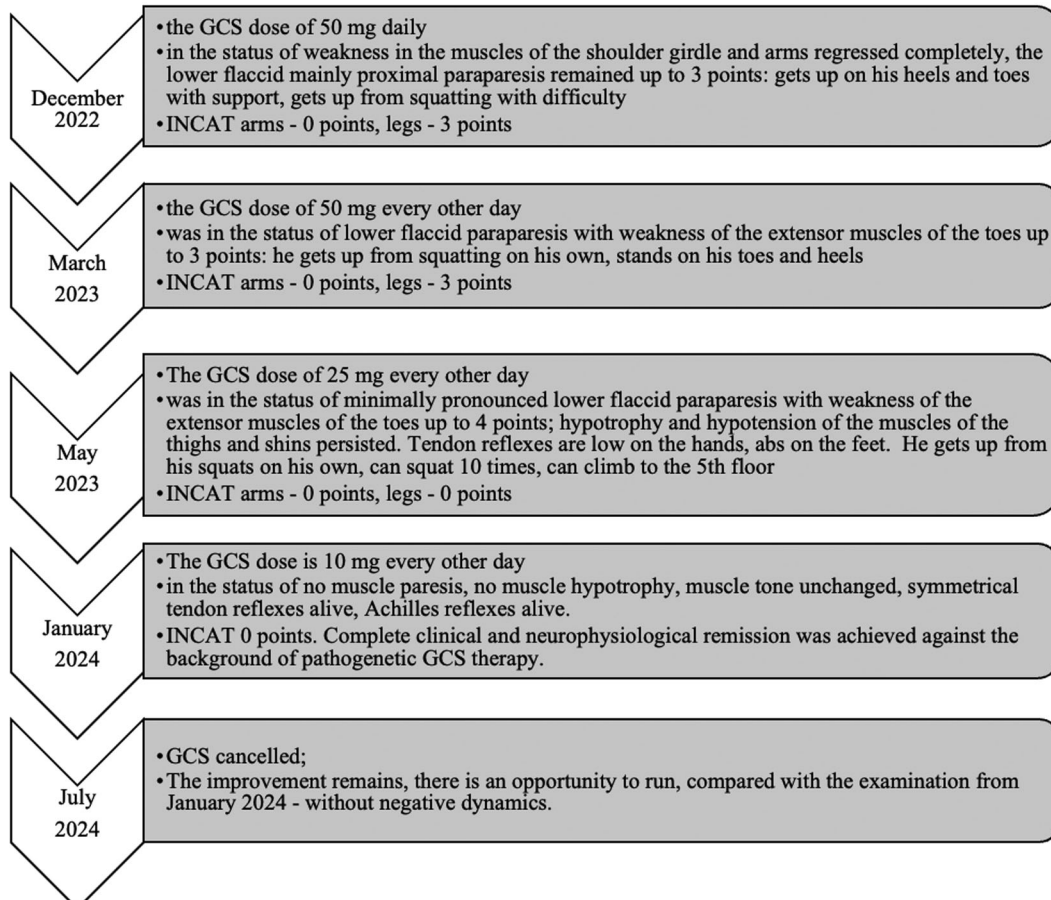 December
2022
•the GCS dose of 50 mg daily
•in the status of weakness in the muscles of the shoulder girdle and arms regressed completely, the
lower flaccid mainly proximal paraparesis remained up to 3 points: gets up on his heels and toes
with support, gets up from squatting with difficulty
•INCAT arms - 0 points, legs - 3 points
March
2023
•the GCS dose of 50 mg every other day
•was in the status of lower flaccid paraparesis with weakness of the extensor muscles of the toes up
to 3 points: he gets up from squatting on his own, stands on his toes and heels
•INCAT arms - 0 points, legs - 3 points
May
2023
•The GCS dose of 25 mg every other day
•was in the status of minimally pronounced lower flaccid paraparesis with weakness of the
extensor muscles of the toes up to 4 points; hypotrophy and hypotension of the muscles of the
thighs and shins persisted. Tendon reflexes are low on the hands, abs on the feet. He gets up from
his squats on his own, can squat 10 times, can climb to the 5th floor
•INCAT arms - 0 points, legs - 0 points
January
2024
•The GCS dose is 10 mg every other day
•in the status of no muscle paresis, no muscle hypotrophy, muscle tone unchanged, symmetrical
tendon reflexes alive, Achilles reflexes alive.
•INCAT 0 points. Complete clinical and neurophysiological remission was achieved against the
background of pathogenetic GCS therapy.
July
2024
•GCS cancelled;
•The improvement remains, there is an opportunity to run, compared with the examination from
January 2024 - without negative dynamics.